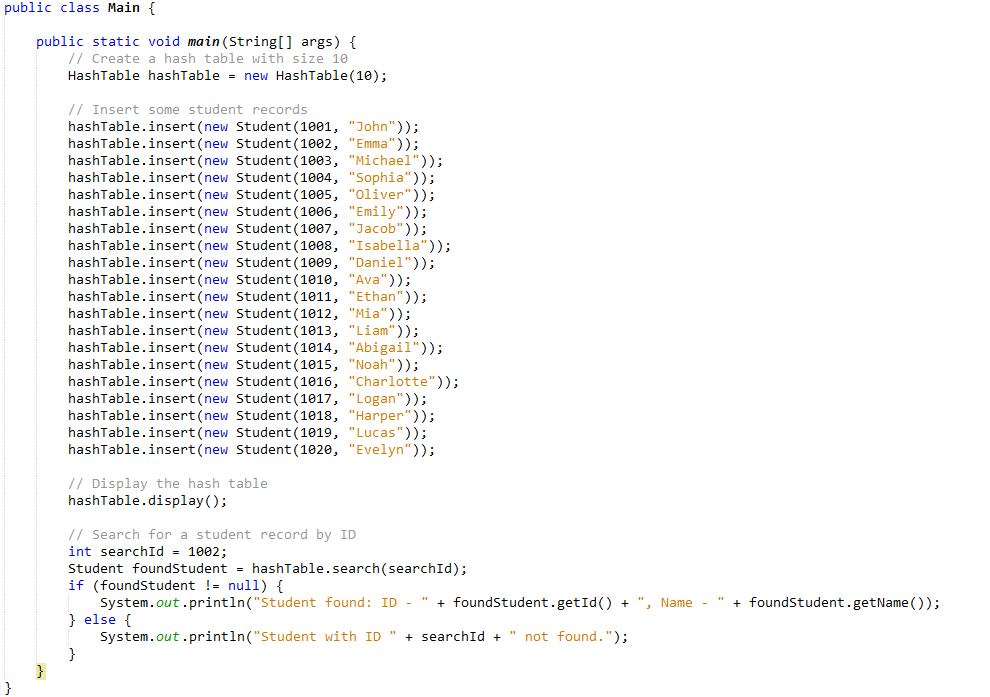 public class Main {
public static void main(String[] args) {
// Create a hash table with size 10
HashTable hashTable = new HashTable(10);
// Insert some student records
hashTable.insert(new Student(1001, "John"));
hashTable.insert(new Student(1002, "Emma"));
hashTable.insert(new Student(1003, "Michael"));
hashTable.insert(new Student(1004, "Sophia"));
hashTable.insert(new Student(1005, "Oliver"));
hashTable.insert(new Student(1006, "Emily"));
hashTable.insert(new Student(1007, "Jacob"));
hashTable.insert(new Student(1008, "Isabella"));
hashTable.insert(new Student(1009, "Daniel"));
hashTable.insert(new Student(1010, "Ava"));
hashTable.insert(new Student(1011, "Ethan"));
hashTable.insert(new Student(1012, "Mia"));
hashTable.insert(new Student(1013, "Liam"));
hashTable.insert(new Student(1014, "Abigail"));
hashTable.insert(new Student(1015, "Noah"));
hashTable.insert(new Student(1016, "Charlotte"));
hashTable.insert(new Student(1017, "Logan"));
hashTable.insert(new Student(1018, "Harper"));
hashTable.insert(new Student(1019, "Lucas"));
hashTable.insert(new Student(1020, "Evelyn"));
// Display the hash table
hashTable.display();
// Search for a student record by ID
int searchId = 1002;
Student foundStudent = hashTable.search(searchId);
if (foundStudent != null) {
System.out.println("Student found: ID - " + foundStudent.getId() + ", Name - " + foundStudent.getName());
} else {
System.out.println("Student with ID " + searchId + " not found.");
}
}
}